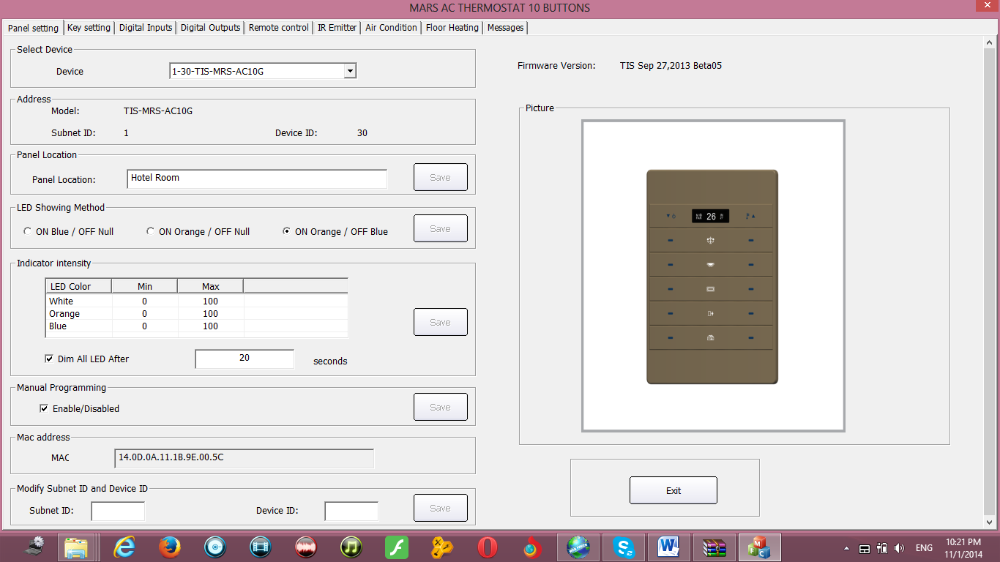 MARS AC THERMOSTAT 10 BUTTONS
Panel setting Key setting Digital Inputs Digital Outputs Remote control IR Emitter Air Condition Floor Heating Messages
Select Device
Device 1-30-TIS-MRS-AC10G
Firmware Version: TIS Sep 27,2013 Beta05
Address
Model: TIS-MRS-AC10G
Subnet ID: 1 Device ID: 30
Picture
26
Panel Location
Panel Location: Hotel Room Save
LED Showing Method
ON Blue / OFF Null ON Orange / OFF Null ON Orange / OFF Blue Save
Indicator intensity
LED Color Min Max
White 0 100
Orange 0 100
Blue 0 100
Save
Dim All LED After 20 seconds
Manual Programming
Enable/Disabled Save
Mac address
MAC 14.0D.0A.11.1B.9E.00.5C
Modify Subnet ID and Device ID
Subnet ID: Device ID: Save
Exit
ENG
10:21 PM
11/1/2014